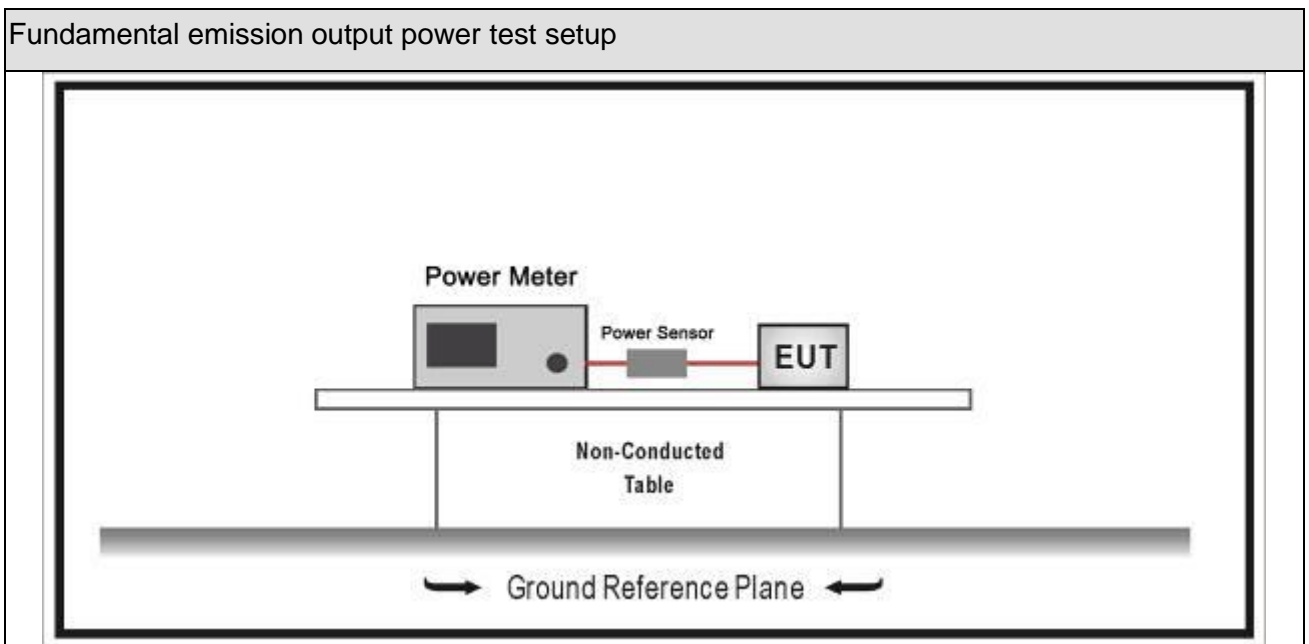 Fundamental emission output power test setup
Power Meter
Power Sensor
EUT
Non-Conducted
Table
Ground Reference Plane